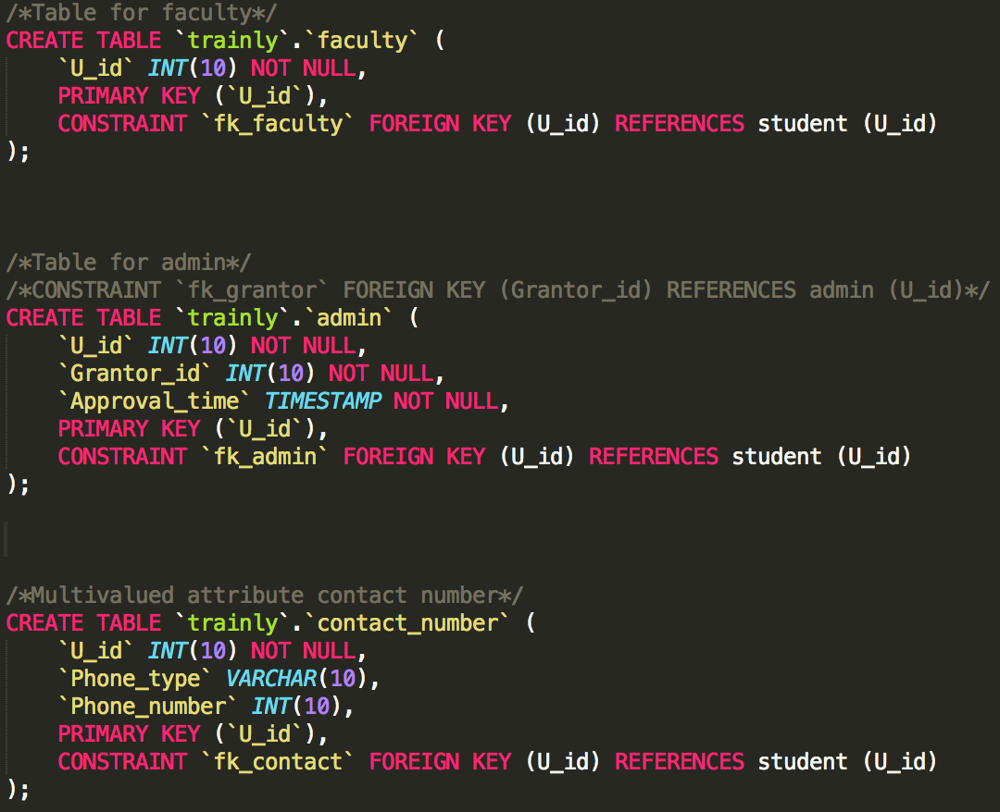 /*Table for faculty*/
CREATE TABLE `trainly`.`faculty` (
    `U_id` INT(10) NOT NULL,
    PRIMARY KEY (`U_id`),
    CONSTRAINT `fk_faculty` FOREIGN KEY (U_id) REFERENCES student (U_id)
);
/*Table for admin*/
/*CONSTRAINT `fk_grantor` FOREIGN KEY (Grantor_id) REFERENCES admin (U_id)*/
CREATE TABLE `trainly`.`admin` (
    `U_id` INT(10) NOT NULL,
    `Grantor_id` INT(10) NOT NULL,
    `Approval_time` TIMESTAMP NOT NULL,
    PRIMARY KEY (`U_id`),
    CONSTRAINT `fk_admin` FOREIGN KEY (U_id) REFERENCES student (U_id)
);
/*Multivalued attribute contact number*/
CREATE TABLE `trainly`.`contact_number` (
    `U_id` INT(10) NOT NULL,
    `Phone_type` VARCHAR(10),
    `Phone_number` INT(10),
    PRIMARY KEY (`U_id`),
    CONSTRAINT `fk_contact` FOREIGN KEY (U_id) REFERENCES student (U_id)
);